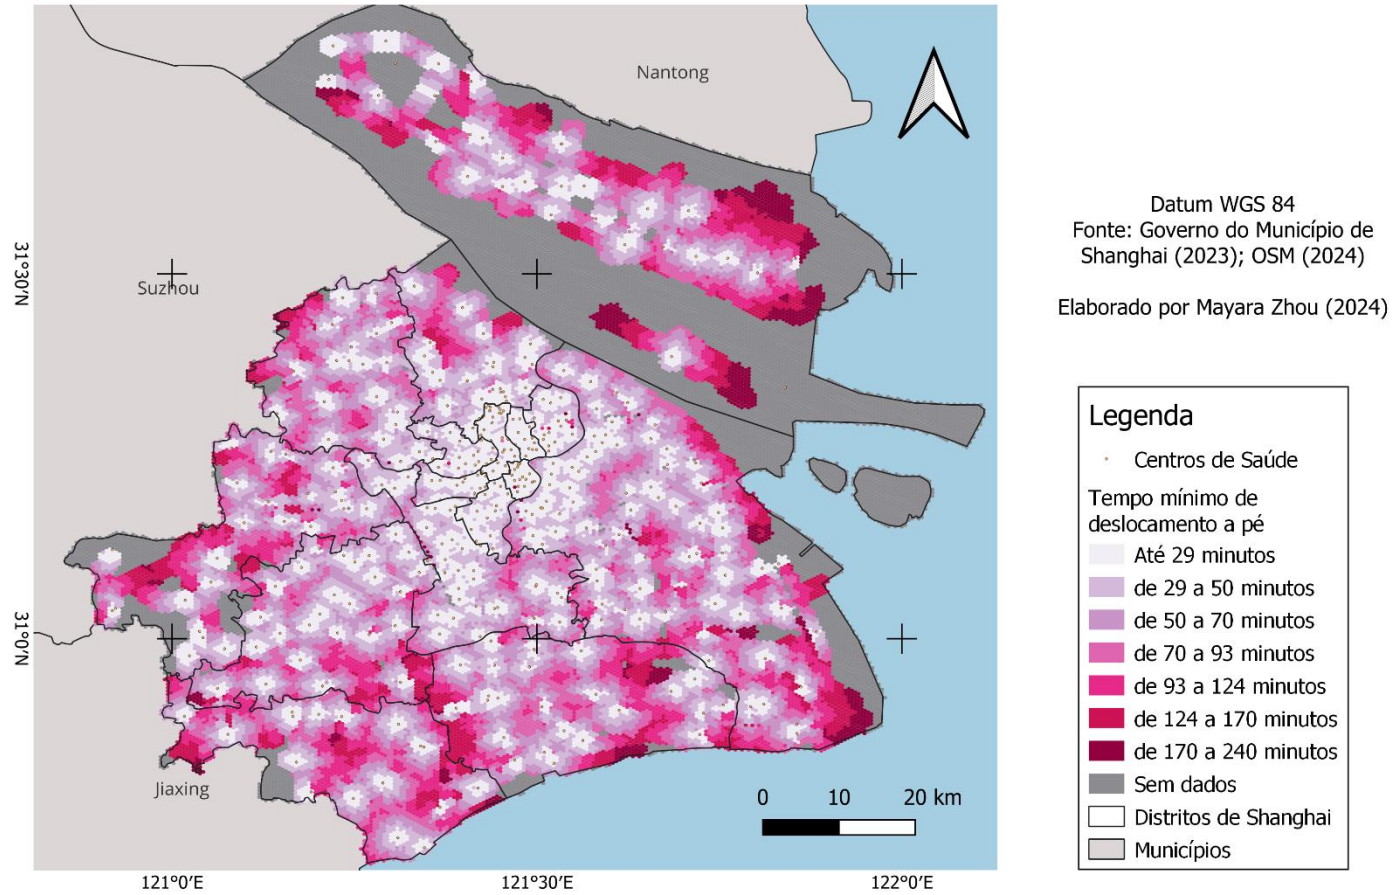 Nantong
Suzhou
Jiaxing
31°30′N
31°0′N
121°0′E
121°30′E
122°0′E
0 10 20 km
Datum WGS 84
Fonte: Governo do Município de
Shanghai (2023); OSM (2024)
Elaborado por Mayara Zhou (2024)
Legenda
Centros de Saúde
Tempo mínimo de
deslocamento a pé
Até 29 minutos
de 29 a 50 minutos
de 50 a 70 minutos
de 70 a 93 minutos
de 93 a 124 minutos
de 124 a 170 minutos
de 170 a 240 minutos
Sem dados
Distritos de Shanghai
Municípios